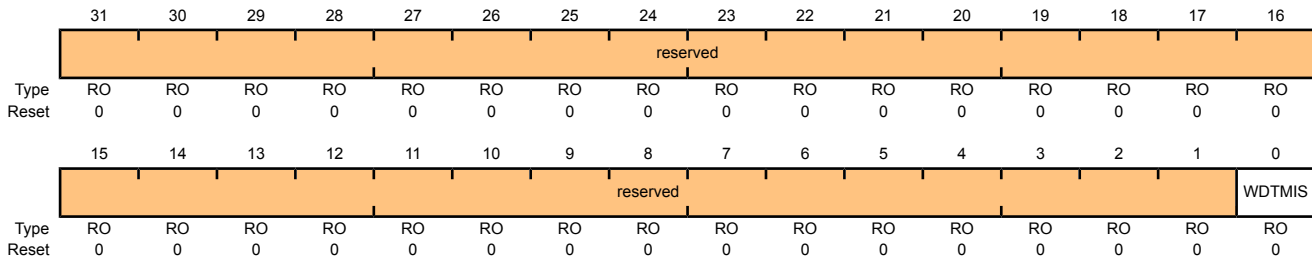 31 30 29 28 27 26 25 24 23 22 21 20 19 18 17 16
reserved
Type RO RO RO RO RO RO RO RO RO RO RO RO RO RO RO RO
Reset 0 0 0 0 0 0 0 0 0 0 0 0 0 0 0 0
15 14 13 12 11 10 9 8 7 6 5 4 3 2 1 0
reserved WDTMIS
Type RO RO RO RO RO RO RO RO RO RO RO RO RO RO RO RO
Reset 0 0 0 0 0 0 0 0 0 0 0 0 0 0 0 0